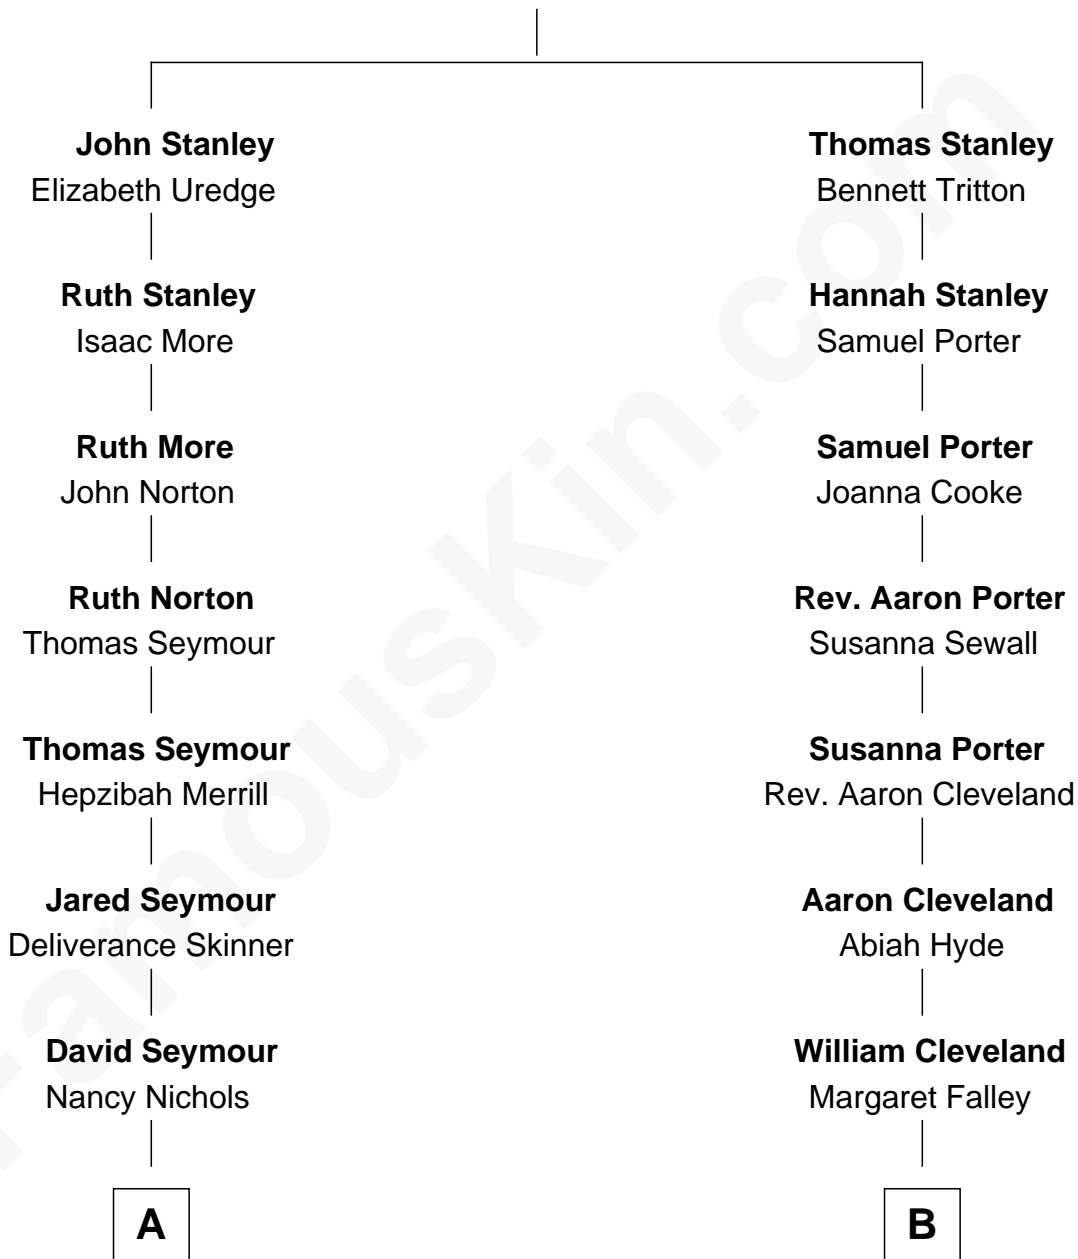 John Stanley
Elizabeth Uredge
Ruth Stanley
Isaac More
Ruth More
John Norton
Ruth Norton
Thomas Seymour
Thomas Seymour
Hepzibah Merrill
Jared Seymour
Deliverance Skinner
David Seymour
Nancy Nichols
A
Thomas Stanley
Bennett Tritton
Hannah Stanley
Samuel Porter
Samuel Porter
Joanna Cooke
Rev. Aaron Porter
Susanna Sewall
Susanna Porter
Rev. Aaron Cleveland
Aaron Cleveland
Abiah Hyde
William Cleveland
Margaret Falley
B
FamousKin.com